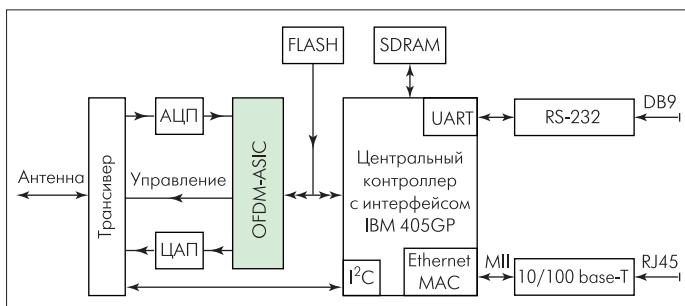 FLASH
SDRAM
АЦП
UART
RS-232
DB9
Антенна
Трансивер
Управление
OFDM-ASIC
Центральный
контроллер
с интерфейсом
IBM 405GP
ЦАП
I²C
Ethernet
MAC
MII
10/100 base-T
RJ45